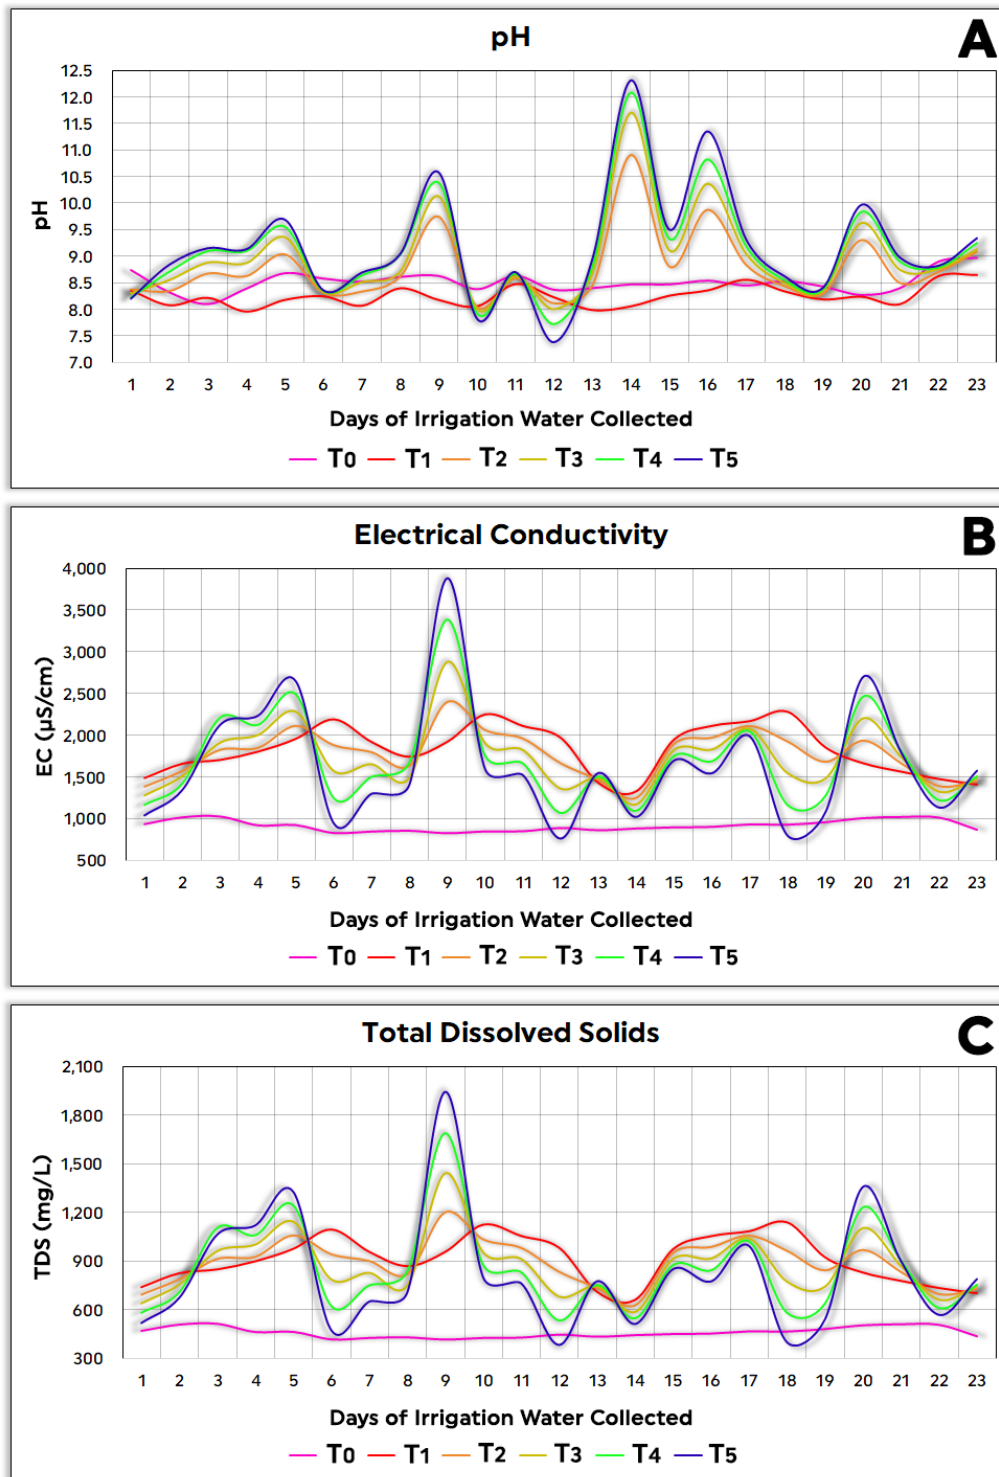 pH
A
12.5
12.0
11.5
11.0
10.5
10.0
9.5
9.0
8.5
8.0
7.5
7.0
pH
1 2 3 4 5 6 7 8 9 10 11 12 13 14 15 16 17 18 19 20 21 22 23
Days of Irrigation Water Collected
T0 T1 T2 T3 T4 T5
Electrical Conductivity
B
4,000
3,500
3,000
2,500
2,000
1,500
1,000
500
EC (µS/cm)
1 2 3 4 5 6 7 8 9 10 11 12 13 14 15 16 17 18 19 20 21 22 23
Days of Irrigation Water Collected
T0 T1 T2 T3 T4 T5
Total Dissolved Solids
C
2,100
1,800
1,500
1,200
900
600
300
TDS (mg/L)
1 2 3 4 5 6 7 8 9 10 11 12 13 14 15 16 17 18 19 20 21 22 23
Days of Irrigation Water Collected
T0 T1 T2 T3 T4 T5